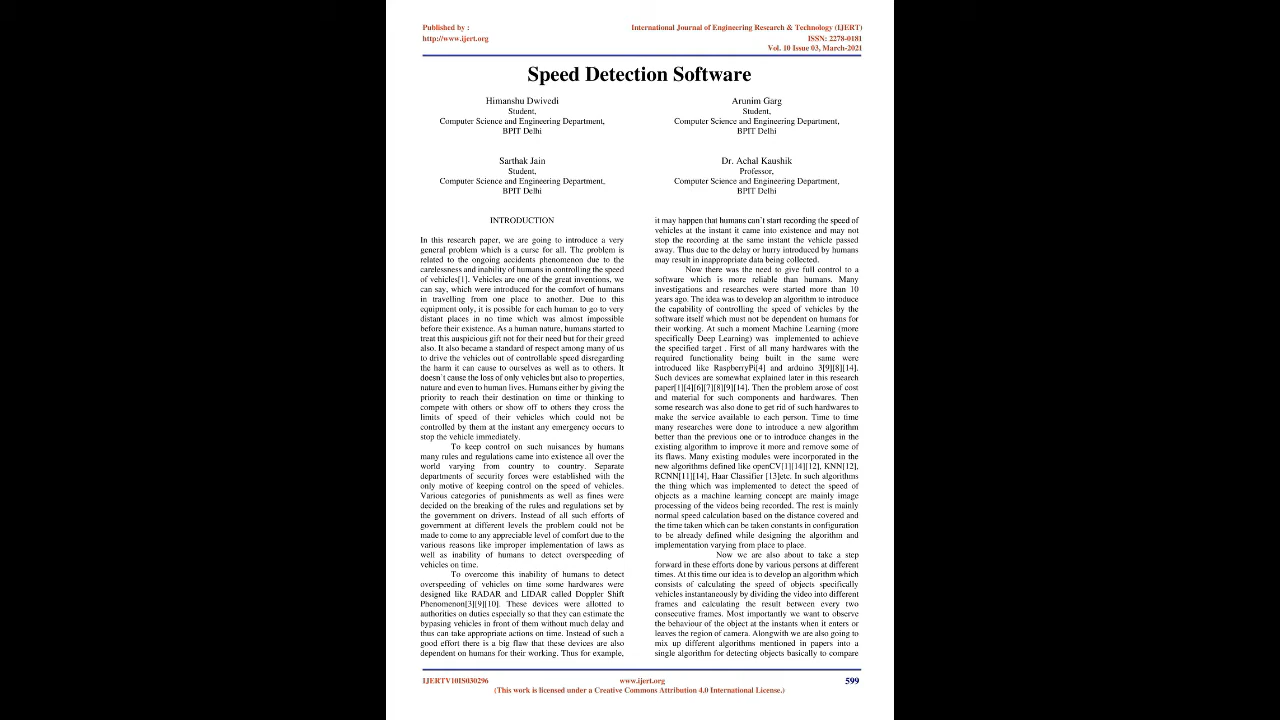 Published by :
International Journal of Engineering Research & Technology (IJERT)
http://www.ijert.org
ISSN: 2278-0181
Vol. 10 Issue 03, March-2021
Speed Detection Software
Himanshu Dwivedi
Student,
Computer Science and Engineering Department,
BPIT Delhi
Arunim Garg
Student,
Computer Science and Engineering Department,
BPIT Delhi
Sarthak Jain
Student,
Computer Science and Engineering Department,
BPIT Delhi
Dr. Achal Kaushik
Professor,
Computer Science and Engineering Department,
BPIT Delhi
INTRODUCTION
In this research paper, we are going to introduce a very
general problem which is a curse for all. The problem is
related to the ongoing accidents phenomenon due to the
carelessness and inability of humans in controlling the speed
of vehicles[1]. Vehicles are one of the great inventions, we
can say, which were introduced for the comfort of humans
in travelling from one place to another. Due to this
equipment only, it is possible for each human to go to very
distant places in no time which was almost impossible
before their existence. As a human nature, humans started to
treat this auspicious gift not for their need but for their greed
also. It also became a standard of respect among many of us
to drive the vehicles out of controllable speed disregarding
the harm it can cause to ourselves as well as to others. It
doesn't cause the loss of only vehicles but also to properties,
nature and even to human lives. Humans either by giving the
priority to reach their destination on time or thinking to
compete with others or show off to others they cross the
limits of speed of their vehicles which could not be
controlled by them at the instant any emergency occurs to
stop the vehicle immediately.
To keep control on such nuisances by humans
many rules and regulations came into existence all over the
world varying from country to country. Separate
departments of security forces were established with the
only motive of keeping control on the speed of vehicles.
Various categories of punishments as well as fines were
decided on the breaking of the rules and regulations set by
the government on drivers. Instead of all such efforts of
government at different levels the problem could not be
made to come to any appreciable level of comfort due to the
various reasons like improper implementation of laws as
well as inability of humans to detect overspeeding of
vehicles on time.
To overcome this inability of humans to detect
overspeeding of vehicles on time some hardwares were
designed like RADAR and LIDAR called Doppler Shift
Phenomenon[3][9][10]. These devices were allotted to
authorities on duties especially so that they can estimate the
bypasing vehicles in front of them without much delay and
thus can take appropriate actions on time. Instead of such a
good effort there is a big flaw that these devices are also
dependent on humans for their working. Thus for example,
it may happen that humans can't start recording the speed of
vehicles at the instant it came into existence and may not
stop the recording at the same instant the vehicle passed
away. Thus due to the delay or hurry introduced by humans
may result in inappropriate data being collected.
Now there was the need to give full control to a
software which is more reliable than humans. Many
investigations and researches were started more than 10
years ago. The idea was to develop an algorithm to introduce
the capability of controlling the speed of vehicles by the
software itself which must not be dependent on humans for
their working. At such a moment Machine Learning (more
specifically Deep Learning) was implemented to achieve
the specified target . First of all many hardwares with the
required functionality being built in the same were
introduced like RaspberryPi[4] and arduino 3[9][8][14].
Such devices are somewhat explained later in this research
paper[1][4][6][7][8][9][14]. Then the problem arose of cost
and material for such components and hardwares. Then
some research was also done to get rid of such hardwares to
make the service available to each person. Time to time
many researches were done to introduce a new algorithm
better than the previous one or to introduce changes in the
existing algorithm to improve it more and remove some of
its flaws. Many existing modules were incorporated in the
new algorithms defined like openCV[1][14][12], KNN[12],
RCNN[11][14], Haar Classifier [13]etc. In such algorithms
the thing which was implemented to detect the speed of
objects as a machine learning concept are mainly image
processing of the videos being recorded. The rest is mainly
normal speed calculation based on the distance covered and
the time taken which can be taken constants in configuration
to be already defined while designing the algorithm and
implementation varying from place to place.
Now we are also about to take a step
forward in these efforts done by various persons at different
times. At this time our idea is to develop an algorithm which
consists of calculating the speed of objects specifically
vehicles instantaneously by dividing the video into different
frames and calculating the result between every two
consecutive frames. Most importantly we want to observe
the behaviour of the object at the instants when it enters or
leaves the region of camera. Alongwith we are also going to
mix up different algorithms mentioned in papers into a
single algorithm for detecting objects basically to compare
IJERTV10IS030296
www.ijert.org
599
(This work is licensed under a Creative Commons Attribution 4.0 International License.)